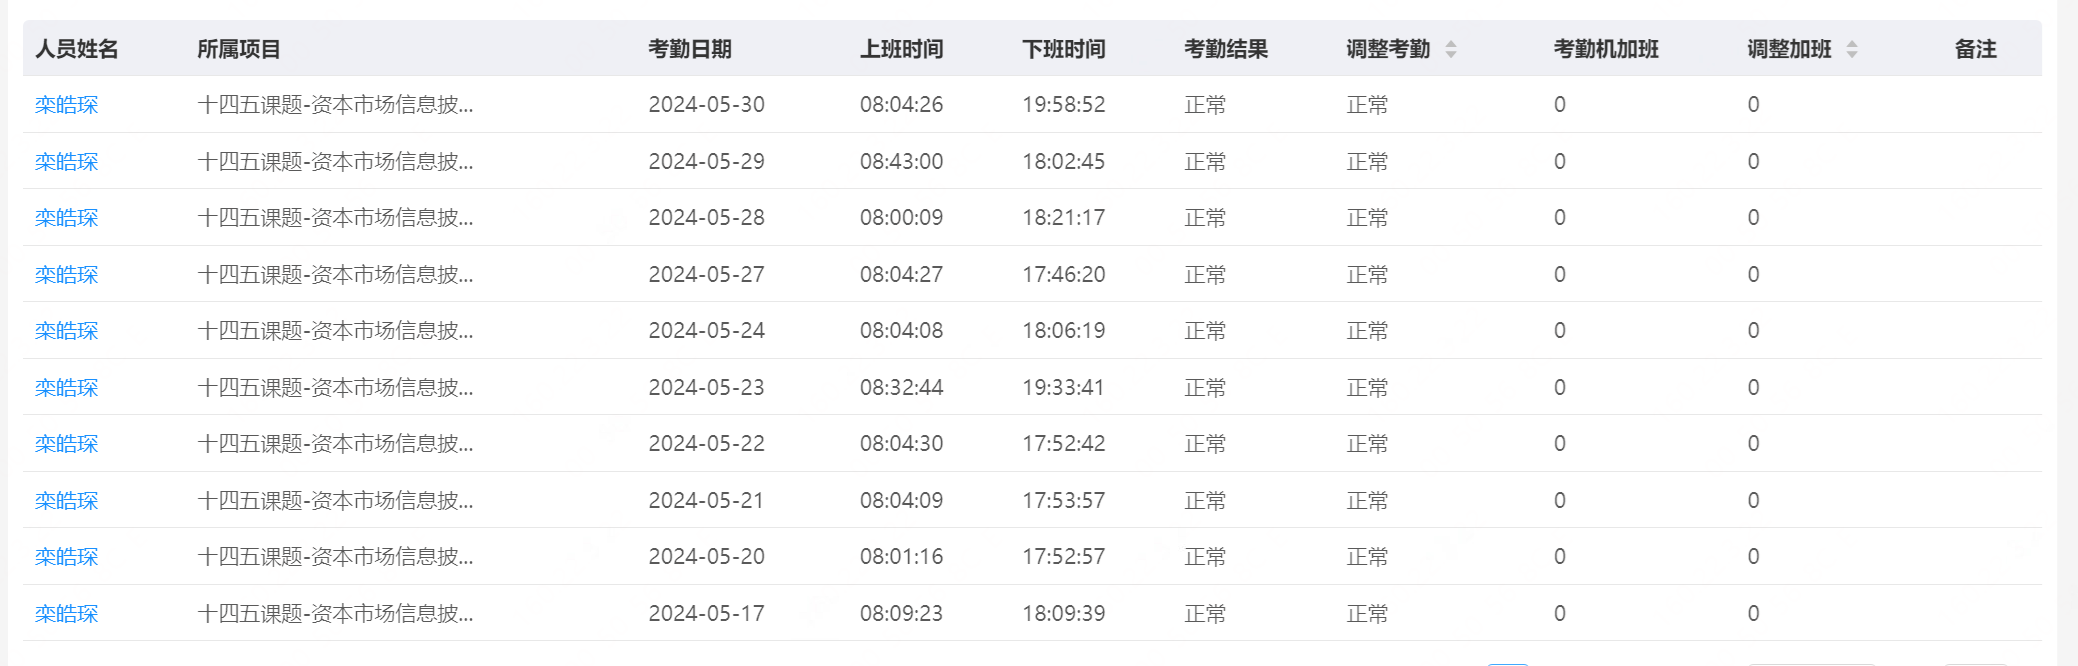 人员姓名 所属项目 考勤日期 上班时间 下班时间 考勤结果 调整考勤 考勤机加班 调整加班 备注
栾皓琛 十四五课题-资本市场信息披... 2024-05-30 08:04:26 19:58:52 正常 正常 0 0
栾皓琛 十四五课题-资本市场信息披... 2024-05-29 08:43:00 18:02:45 正常 正常 0 0
栾皓琛 十四五课题-资本市场信息披... 2024-05-28 08:00:09 18:21:17 正常 正常 0 0
栾皓琛 十四五课题-资本市场信息披... 2024-05-27 08:04:27 17:46:20 正常 正常 0 0
栾皓琛 十四五课题-资本市场信息披... 2024-05-24 08:04:08 18:06:19 正常 正常 0 0
栾皓琛 十四五课题-资本市场信息披... 2024-05-23 08:32:44 19:33:41 正常 正常 0 0
栾皓琛 十四五课题-资本市场信息披... 2024-05-22 08:04:30 17:52:42 正常 正常 0 0
栾皓琛 十四五课题-资本市场信息披... 2024-05-21 08:04:09 17:53:57 正常 正常 0 0
栾皓琛 十四五课题-资本市场信息披... 2024-05-20 08:01:16 17:52:57 正常 正常 0 0
栾皓琛 十四五课题-资本市场信息披... 2024-05-17 08:09:23 18:09:39 正常 正常 0 0